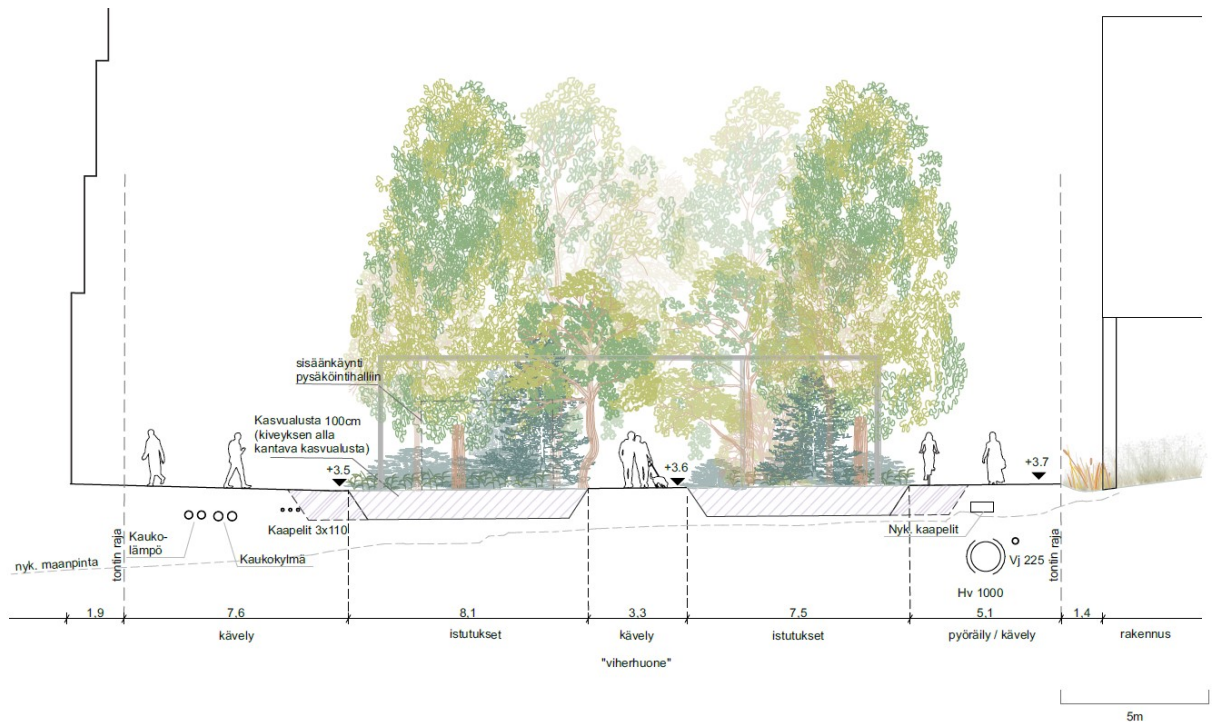 sisäänkäynti
pysäköintihalliin
Kasvualusta 100cm
(kiveyksen alla
kantava kasvualusta)
+3.5
+3.6
+3.7
Kaapelit 3x110
Nyk. kaapelit
Kauko-
lämpö
Kaukokylmä
nyk. maanpinta
tontin raja
tontin raja
Vj 225
Hv 1000
1,9
7,6
8,1
3,3
7,5
5,1
1,4
kävely
istutukset
kävely
istutukset
pyöräily / kävely
rakennus
"viherhuone"
5m